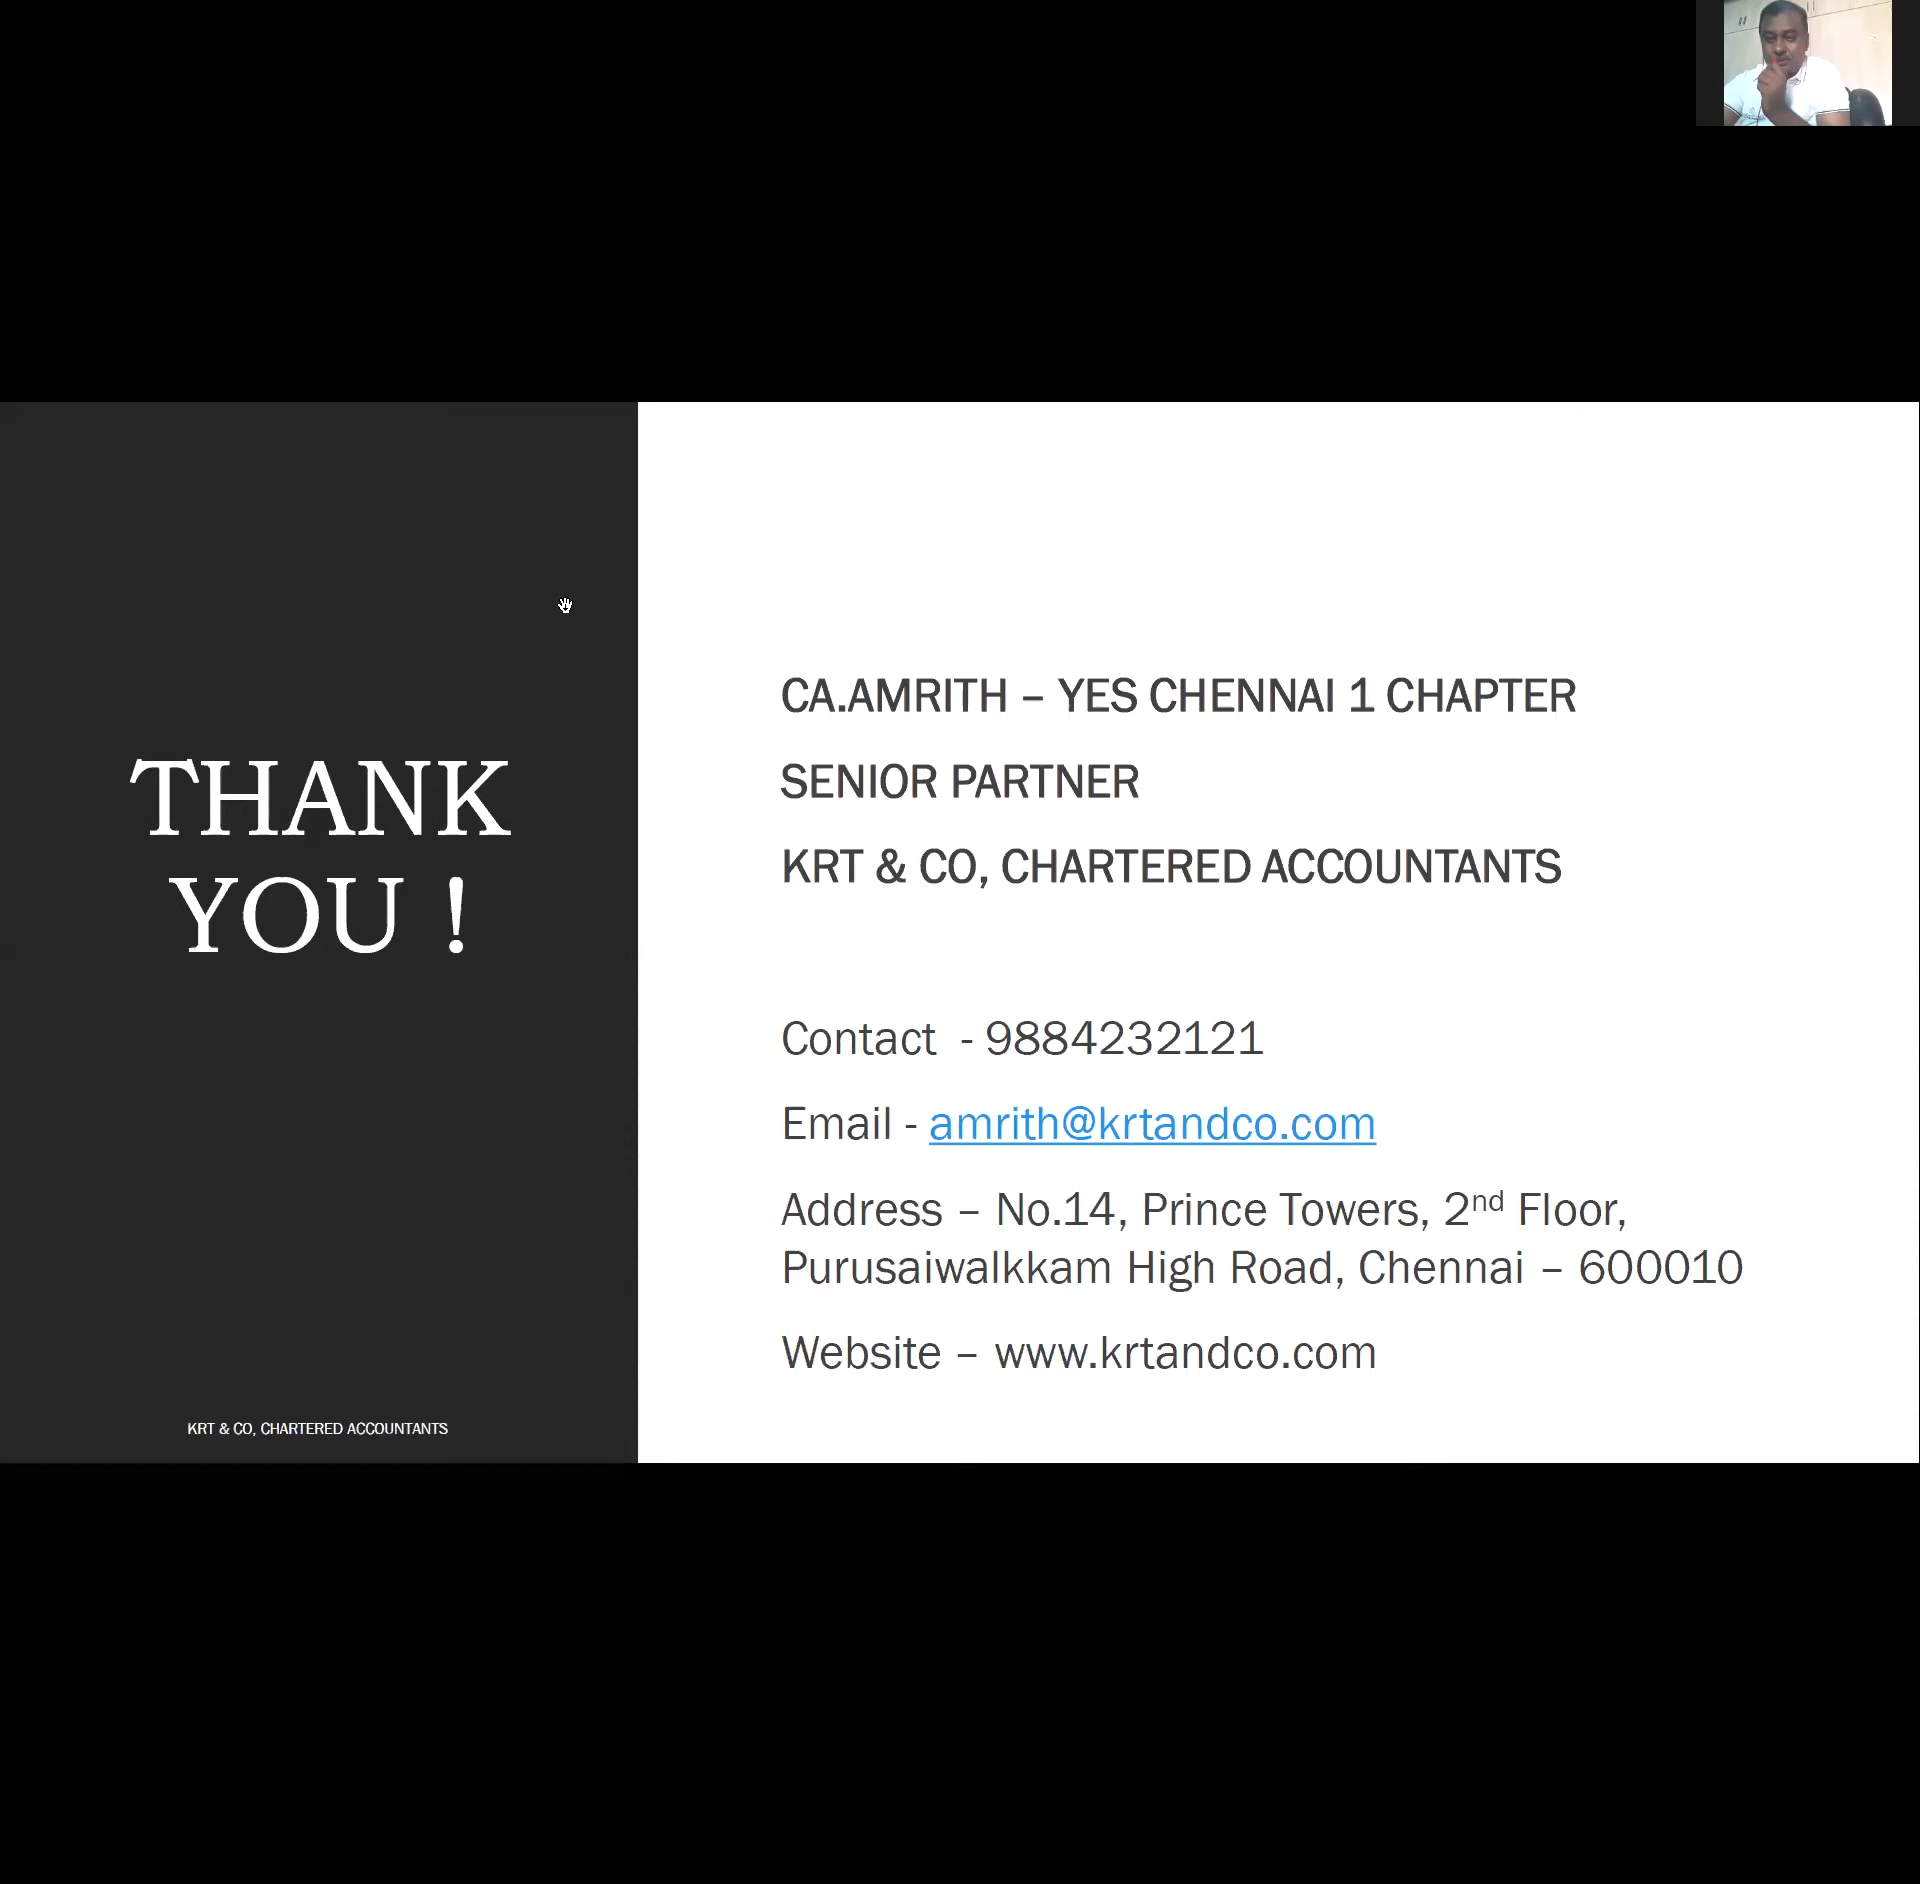 THANK
YOU !
KRT & CO, CHARTERED ACCOUNTANTS
CA.AMRITH – YES CHENNAI 1 CHAPTER
SENIOR PARTNER
KRT & CO, CHARTERED ACCOUNTANTS
Contact  - 9884232121
Email - amrith@krtandco.com
Address – No.14, Prince Towers, 2nd Floor,
Purusaiwalkkam High Road, Chennai – 600010
Website – www.krtandco.com